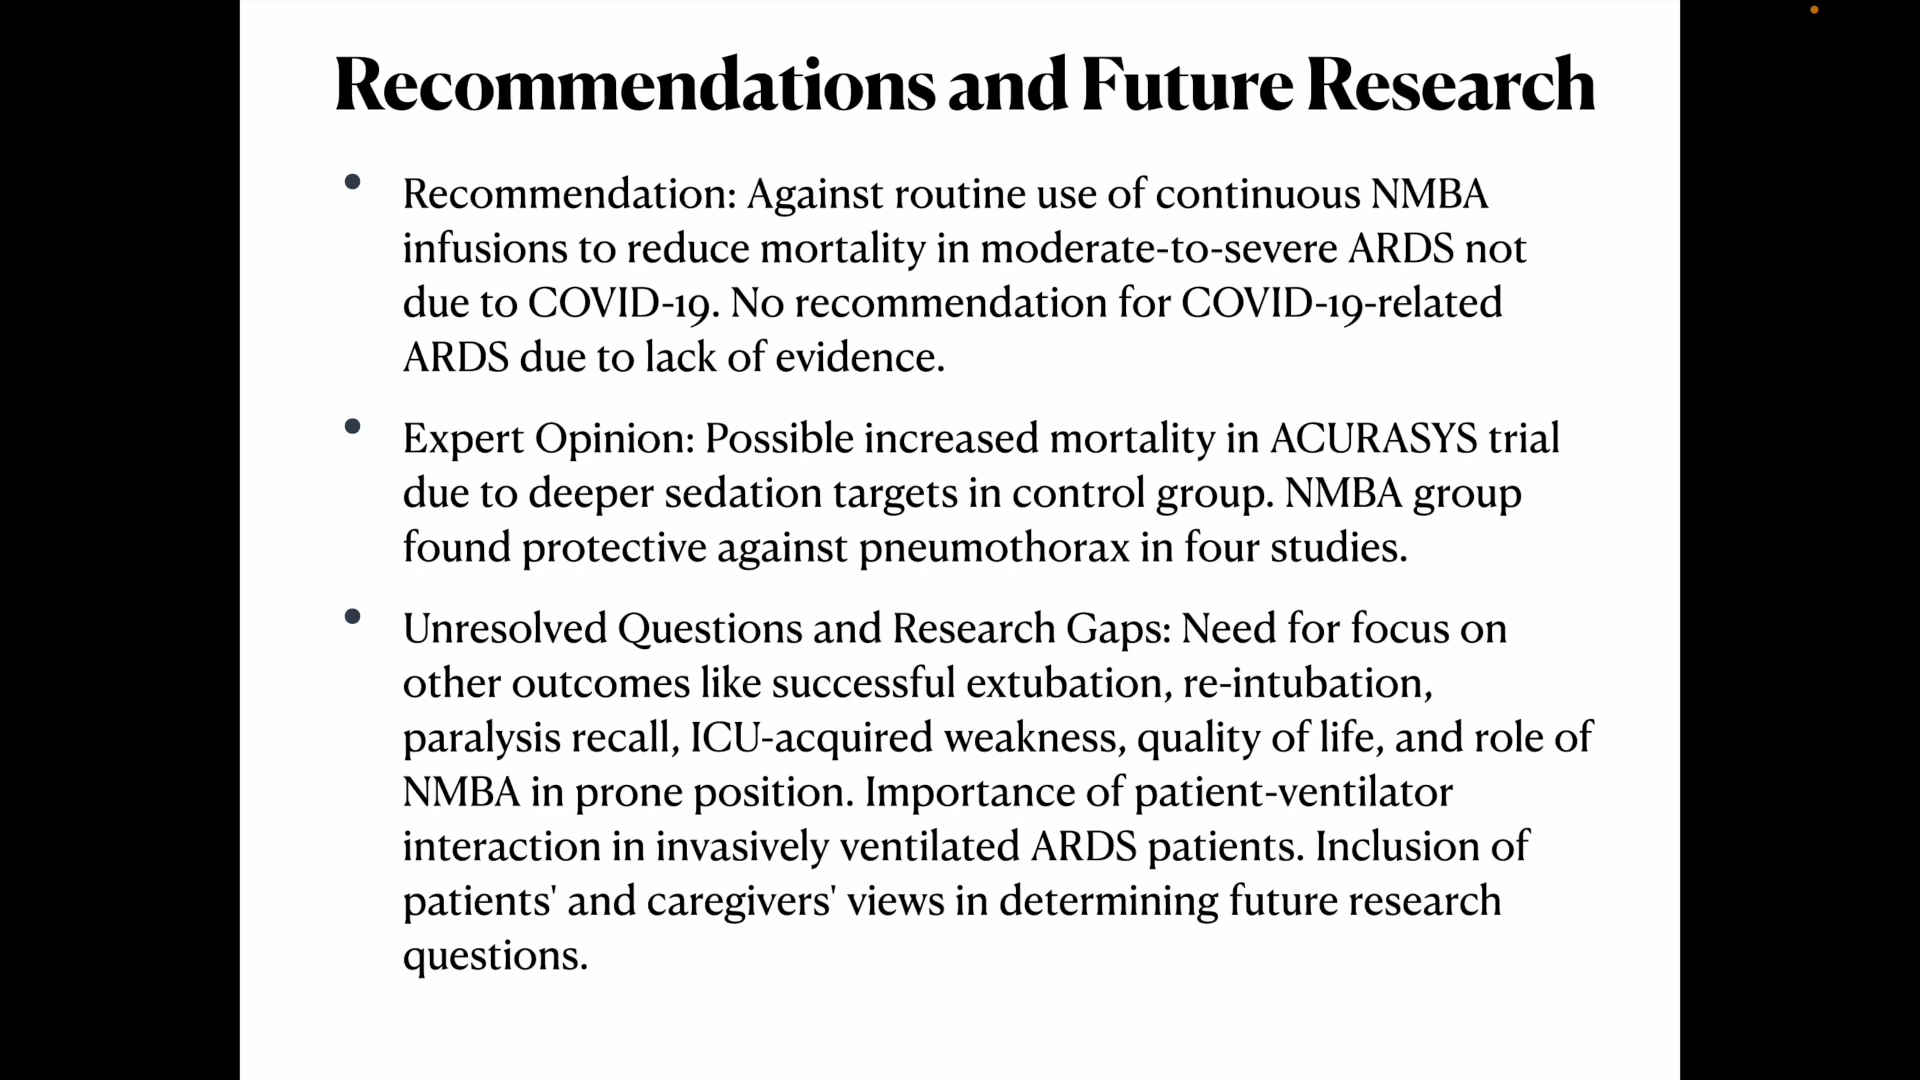 Recommendations and Future Research
• Recommendation: Against routine use of continuous NMBA
infusions to reduce mortality in moderate-to-severe ARDS not
due to COVID-19. No recommendation for COVID-19-related
ARDS due to lack of evidence.
• Expert Opinion: Possible increased mortality in ACURASYS trial
due to deeper sedation targets in control group. NMBA group
found protective against pneumothorax in four studies.
• Unresolved Questions and Research Gaps: Need for focus on
other outcomes like successful extubation, re-intubation,
paralysis recall, ICU-acquired weakness, quality of life, and role of
NMBA in prone position. Importance of patient-ventilator
interaction in invasively ventilated ARDS patients. Inclusion of
patients' and caregivers' views in determining future research
questions.